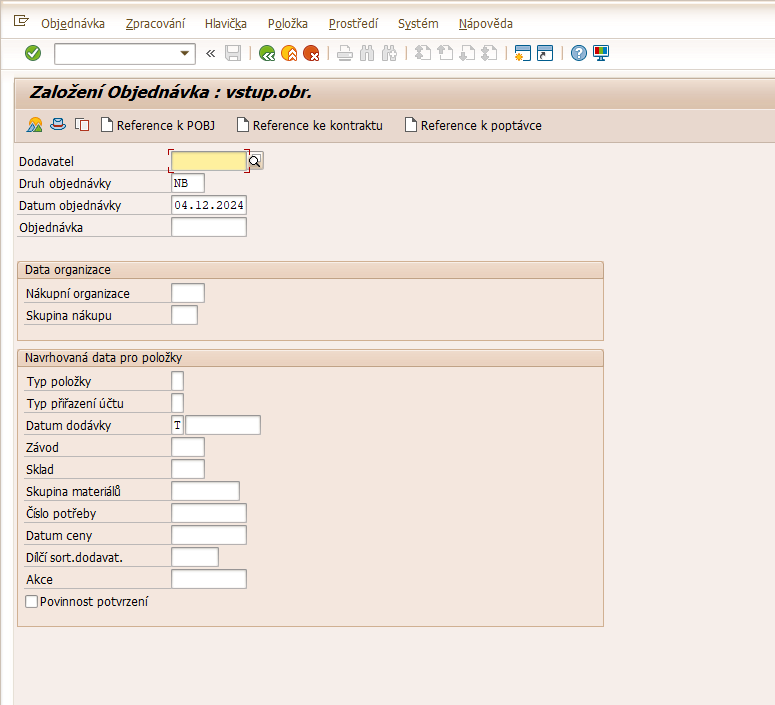 Objednávka Zpracování Hlavička Položka Prostředí Systém Nápověda
Založení Objednávka : vstup.obr.
Reference k POBJ Reference ke kontraktu Reference k poptávce
Dodavatel
Druh objednávky NB
Datum objednávky 04.12.2024
Objednávka
Data organizace
Nákupní organizace
Skupina nákupu
Navrhovaná data pro položky
Typ položky
Typ přiřazení účtu
Datum dodávky T
Závod
Sklad
Skupina materiálů
Číslo potřeby
Datum ceny
Dílčí sort.dodavat.
Akce
Povinnost potvrzení